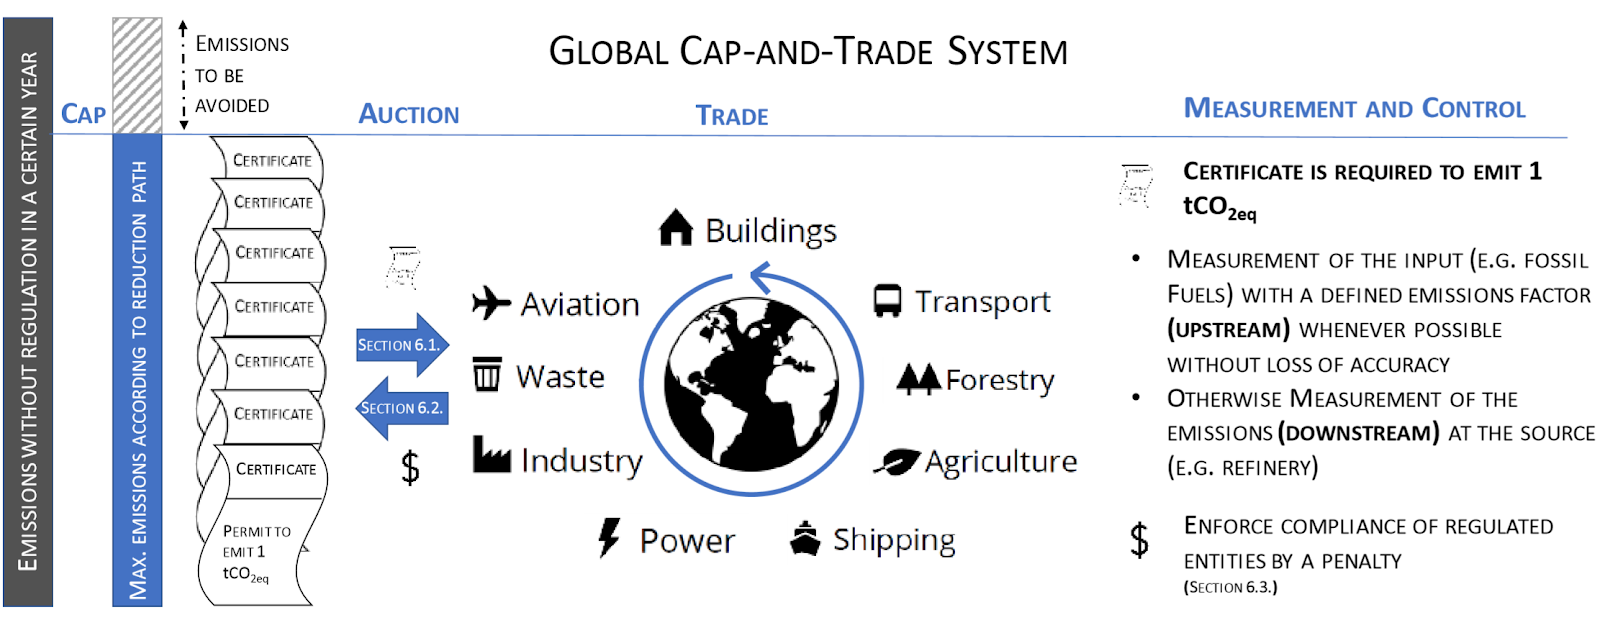 Global Cap-and-Trade System
Emissions without regulation in a certain year
Cap
Max. emissions according to reduction path
Emissions
to be
avoided
Certificate
Certificate
Certificate
Certificate
Certificate
Certificate
Certificate
Permit to
emit 1
tCO2eq
Auction
Section 6.1.
Section 6.2.
$
Trade
Buildings
Aviation
Transport
Waste
Forestry
Industry
Agriculture
Power
Shipping
Measurement and Control
Certificate is required to emit 1
tCO2eq
• Measurement of the input (e.g. fossil
Fuels) with a defined emissions factor
(upstream) whenever possible
without loss of accuracy
• Otherwise Measurement of the
emissions (downstream) at the source
(e.g. refinery)
$
Enforce compliance of regulated
entities by a penalty
(Section 6.3.)